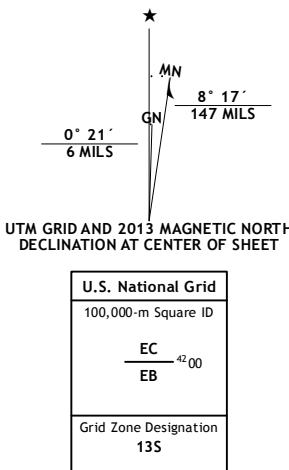 MN
GN
8° 17´
147 MILS
0° 21´
6 MILS
UTM GRID AND 2013 MAGNETIC NORTH
DECLINATION AT CENTER OF SHEET
U.S. National Grid
100,000-m Square ID
EC
4200
EB
Grid Zone Designation
13S